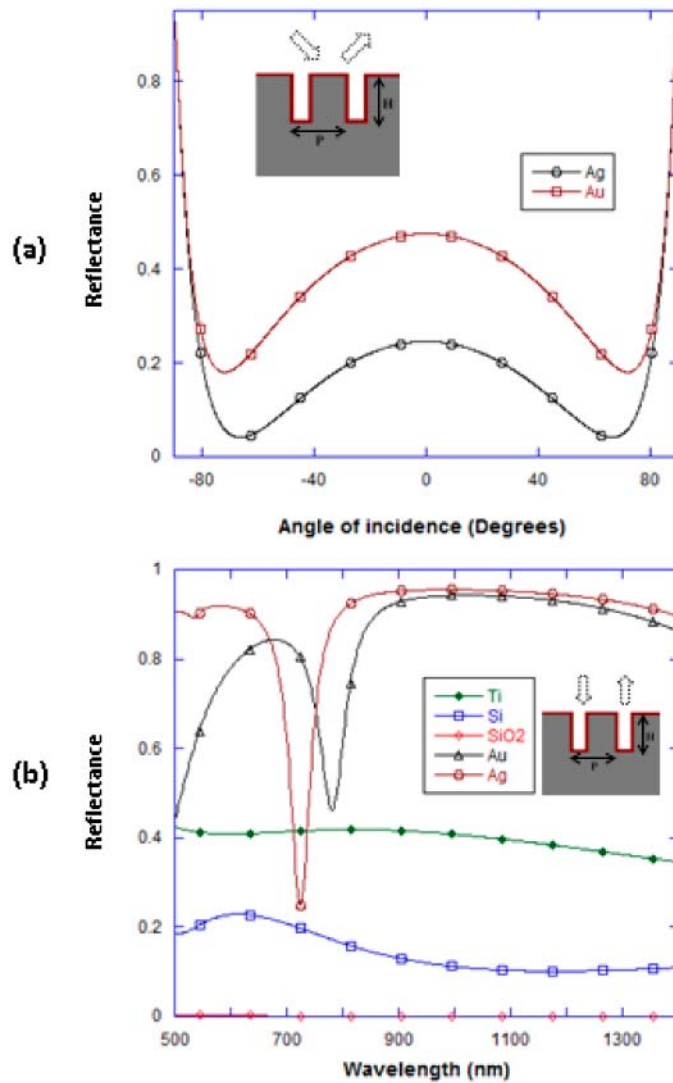 (a)
Reflectance
0.8
0.6
0.4
0.2
0
-80 -40 0 40 80
Angle of incidence (Degrees)
H
P
Ag
Au
(b)
Reflectance
1
0.8
0.6
0.4
0.2
0
500 700 900 1100 1300
Wavelength (nm)
Ti
Si
SiO2
Au
Ag
H
P